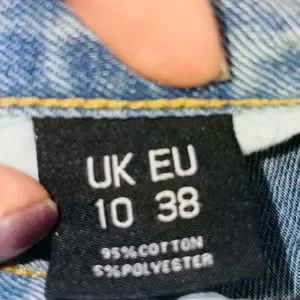 UK EU
10 38
95% COTTON
5% POLYESTER